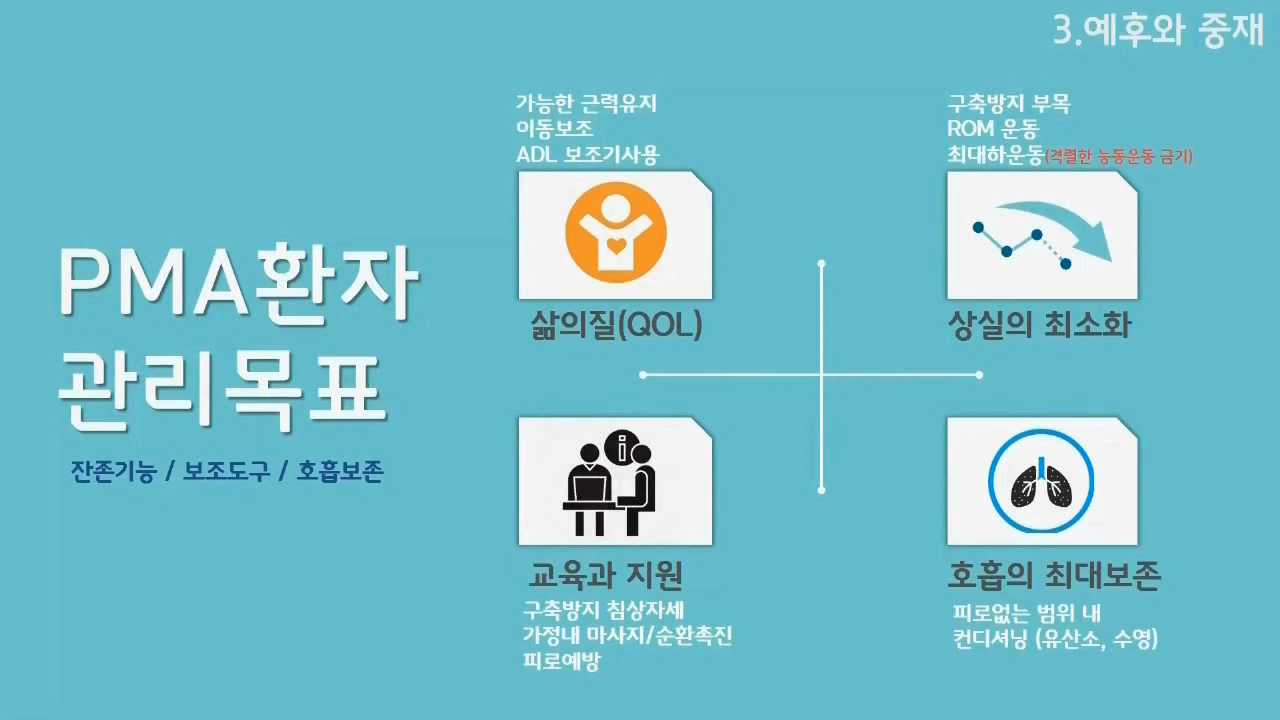 3.예후와 중재
PMA환자
관리목표
잔존기능 / 보조도구 / 호흡보존
가능한 근력유지
이동보조
ADL 보조기사용
삶의질(QOL)
구축방지 부목
ROM 운동
최대하운동(격렬한 능동운동 금기)
상실의 최소화
교육과 지원
구축방지 침상자세
가정내 마사지/순환촉진
피로예방
호흡의 최대보존
피로없는 범위 내
컨디셔닝 (유산소, 수영)